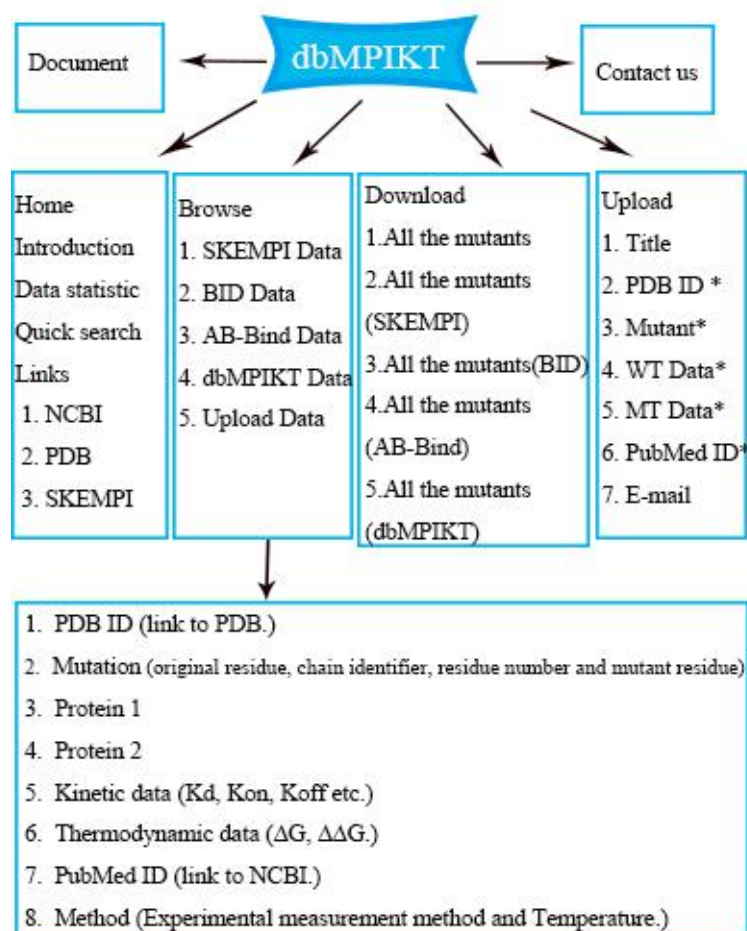 dbMPIKT
Document
Contact us
Home
Introduction
Data statistic
Quick search
Links
1. NCBI
2. PDB
3. SKEMPI
Browse
1. SKEMPI Data
2. BID Data
3. AB-Bind Data
4. dbMPIKT Data
5. Upload Data
Download
1.All the mutants
2.All the mutants
(SKEMPI)
3.All the mutants(BID)
4.All the mutants
(AB-Bind)
5.All the mutants
(dbMPIKT)
Upload
1. Title
2. PDB ID *
3. Mutant*
4. WT Data*
5. MT Data*
6. PubMed ID*
7. E-mail
1. PDB ID (link to PDB.)
2. Mutation (original residue, chain identifier, residue number and mutant residue)
3. Protein 1
4. Protein 2
5. Kinetic data (Kd, Kon, Koff etc.)
6. Thermodynamic data (ΔG, ΔΔG.)
7. PubMed ID (link to NCBI.)
8. Method (Experimental measurement method and Temperature.)